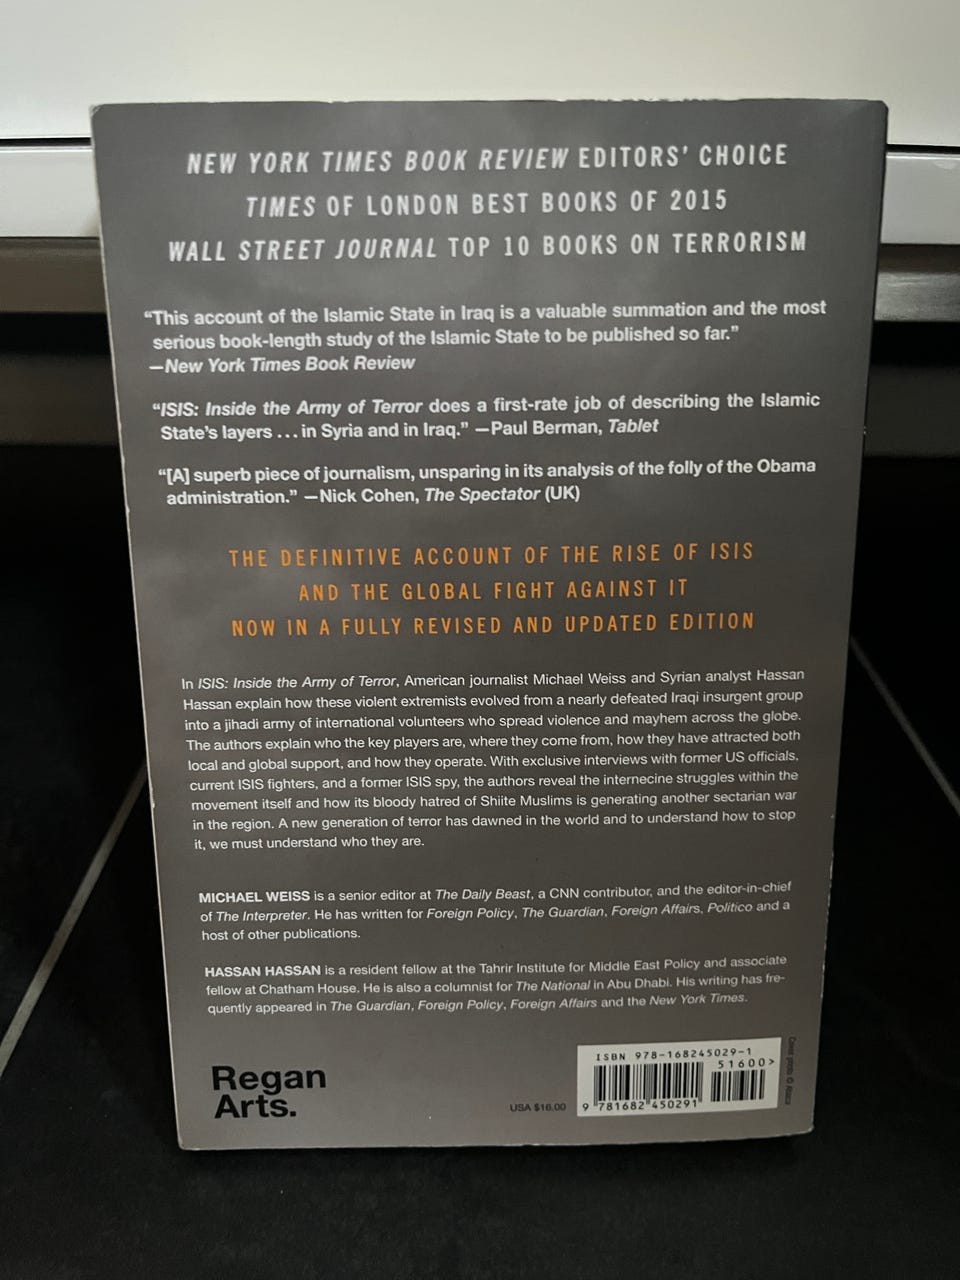 NEW YORK TIMES BOOK REVIEW EDITORS' CHOICE
TIMES OF LONDON BEST BOOKS OF 2015
WALL STREET JOURNAL TOP 10 BOOKS ON TERRORISM
“This account of the Islamic State in Iraq is a valuable summation and the most
serious book-length study of the Islamic State to be published so far.”
—New York Times Book Review
“ISIS: Inside the Army of Terror does a first-rate job of describing the Islamic
State's layers ... in Syria and in Iraq.” —Paul Berman, Tablet
“[A] superb piece of journalism, unsparing in its analysis of the folly of the Obama
administration.” —Nick Cohen, The Spectator (UK)
THE DEFINITIVE ACCOUNT OF THE RISE OF ISIS
AND THE GLOBAL FIGHT AGAINST IT
NOW IN A FULLY REVISED AND UPDATED EDITION
In ISIS: Inside the Army of Terror, American journalist Michael Weiss and Syrian analyst Hassan
Hassan explain how these violent extremists evolved from a nearly defeated Iraqi insurgent group
into a jihadi army of international volunteers who spread violence and mayhem across the globe.
The authors explain who the key players are, where they come from, how they have attracted both
local and global support, and how they operate. With exclusive interviews with former US officials,
current ISIS fighters, and a former ISIS spy, the authors reveal the internecine struggles within the
movement itself and how its bloody hatred of Shiite Muslims is generating another sectarian war
in the region. A new generation of terror has dawned in the world and to understand how to stop
it, we must understand who they are.
MICHAEL WEISS is a senior editor at The Daily Beast, a CNN contributor, and the editor-in-chief
of The Interpreter. He has written for Foreign Policy, The Guardian, Foreign Affairs, Politico and a
host of other publications.
HASSAN HASSAN is a resident fellow at the Tahrir Institute for Middle East Policy and associate
fellow at Chatham House. He is also a columnist for The National in Abu Dhabi. His writing has fre-
quently appeared in The Guardian, Foreign Policy, Foreign Affairs and the New York Times.
Regan
Arts.
USA $16.00
ISBN 978-168245029-1
51600>
9 781682 450291
Cover photo ©